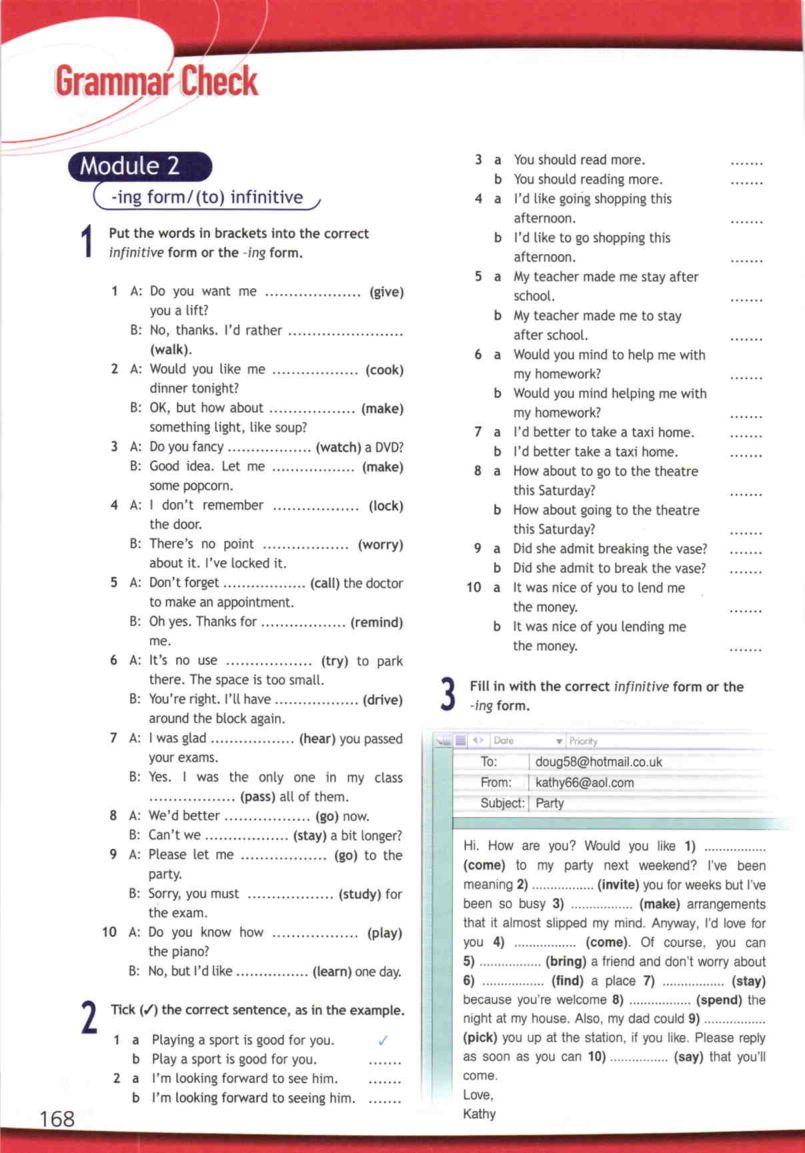 Grammar Check
Module 2
-ing form/(to) infinitive
1 Put the words in brackets into the correct
infinitive form or the -ing form.
1 A: Do you want me .................... (give)
you a lift?
B: No, thanks. I'd rather ........................
(walk).
2 A: Would you like me .................. (cook)
dinner tonight?
B: OK, but how about .................. (make)
something light, like soup?
3 A: Do you fancy .................. (watch) a DVD?
B: Good idea. Let me .................. (make)
some popcorn.
4 A: I don't remember .................. (lock)
the door.
B: There's no point .................. (worry)
about it. I've locked it.
5 A: Don't forget .................. (call) the doctor
to make an appointment.
B: Oh yes. Thanks for .................. (remind)
me.
6 A: It's no use .................. (try) to park
there. The space is too small.
B: You're right. I'll have .................. (drive)
around the block again.
7 A: I was glad .................. (hear) you passed
your exams.
B: Yes. I was the only one in my class
.................. (pass) all of them.
8 A: We'd better .................. (go) now.
B: Can't we .................. (stay) a bit longer?
9 A: Please let me .................. (go) to the
party.
B: Sorry, you must .................. (study) for
the exam.
10 A: Do you know how .................. (play)
the piano?
B: No, but I'd like ................ (learn) one day.
2 Tick (✓) the correct sentence, as in the example.
1 a Playing a sport is good for you. ✓
b Play a sport is good for you. .......
2 a I'm looking forward to see him. .......
b I'm looking forward to seeing him. .......
168
3 a You should read more. .......
b You should reading more. .......
4 a I'd like going shopping this
afternoon. .......
b I'd like to go shopping this
afternoon. .......
5 a My teacher made me stay after
school. .......
b My teacher made me to stay
after school. .......
6 a Would you mind to help me with
my homework? .......
b Would you mind helping me with
my homework? .......
7 a I'd better to take a taxi home. .......
b I'd better take a taxi home. .......
8 a How about to go to the theatre
this Saturday? .......
b How about going to the theatre
this Saturday? .......
9 a Did she admit breaking the vase? .......
b Did she admit to break the vase? .......
10 a It was nice of you to lend me
the money. .......
b It was nice of you lending me
the money. .......
3 Fill in with the correct infinitive form or the
-ing form.
Date Priority
To: doug58@hotmail.co.uk
From: kathy66@aol.com
Subject: Party
Hi. How are you? Would you like 1) .................
(come) to my party next weekend? I've been
meaning 2) ................. (invite) you for weeks but I've
been so busy 3) ................. (make) arrangements
that it almost slipped my mind. Anyway, I'd love for
you 4) ................. (come). Of course, you can
5) ................. (bring) a friend and don't worry about
6) ................. (find) a place 7) ................. (stay)
because you're welcome 8) ................. (spend) the
night at my house. Also, my dad could 9) .................
(pick) you up at the station, if you like. Please reply
as soon as you can 10) ................ (say) that you'll
come.
Love,
Kathy